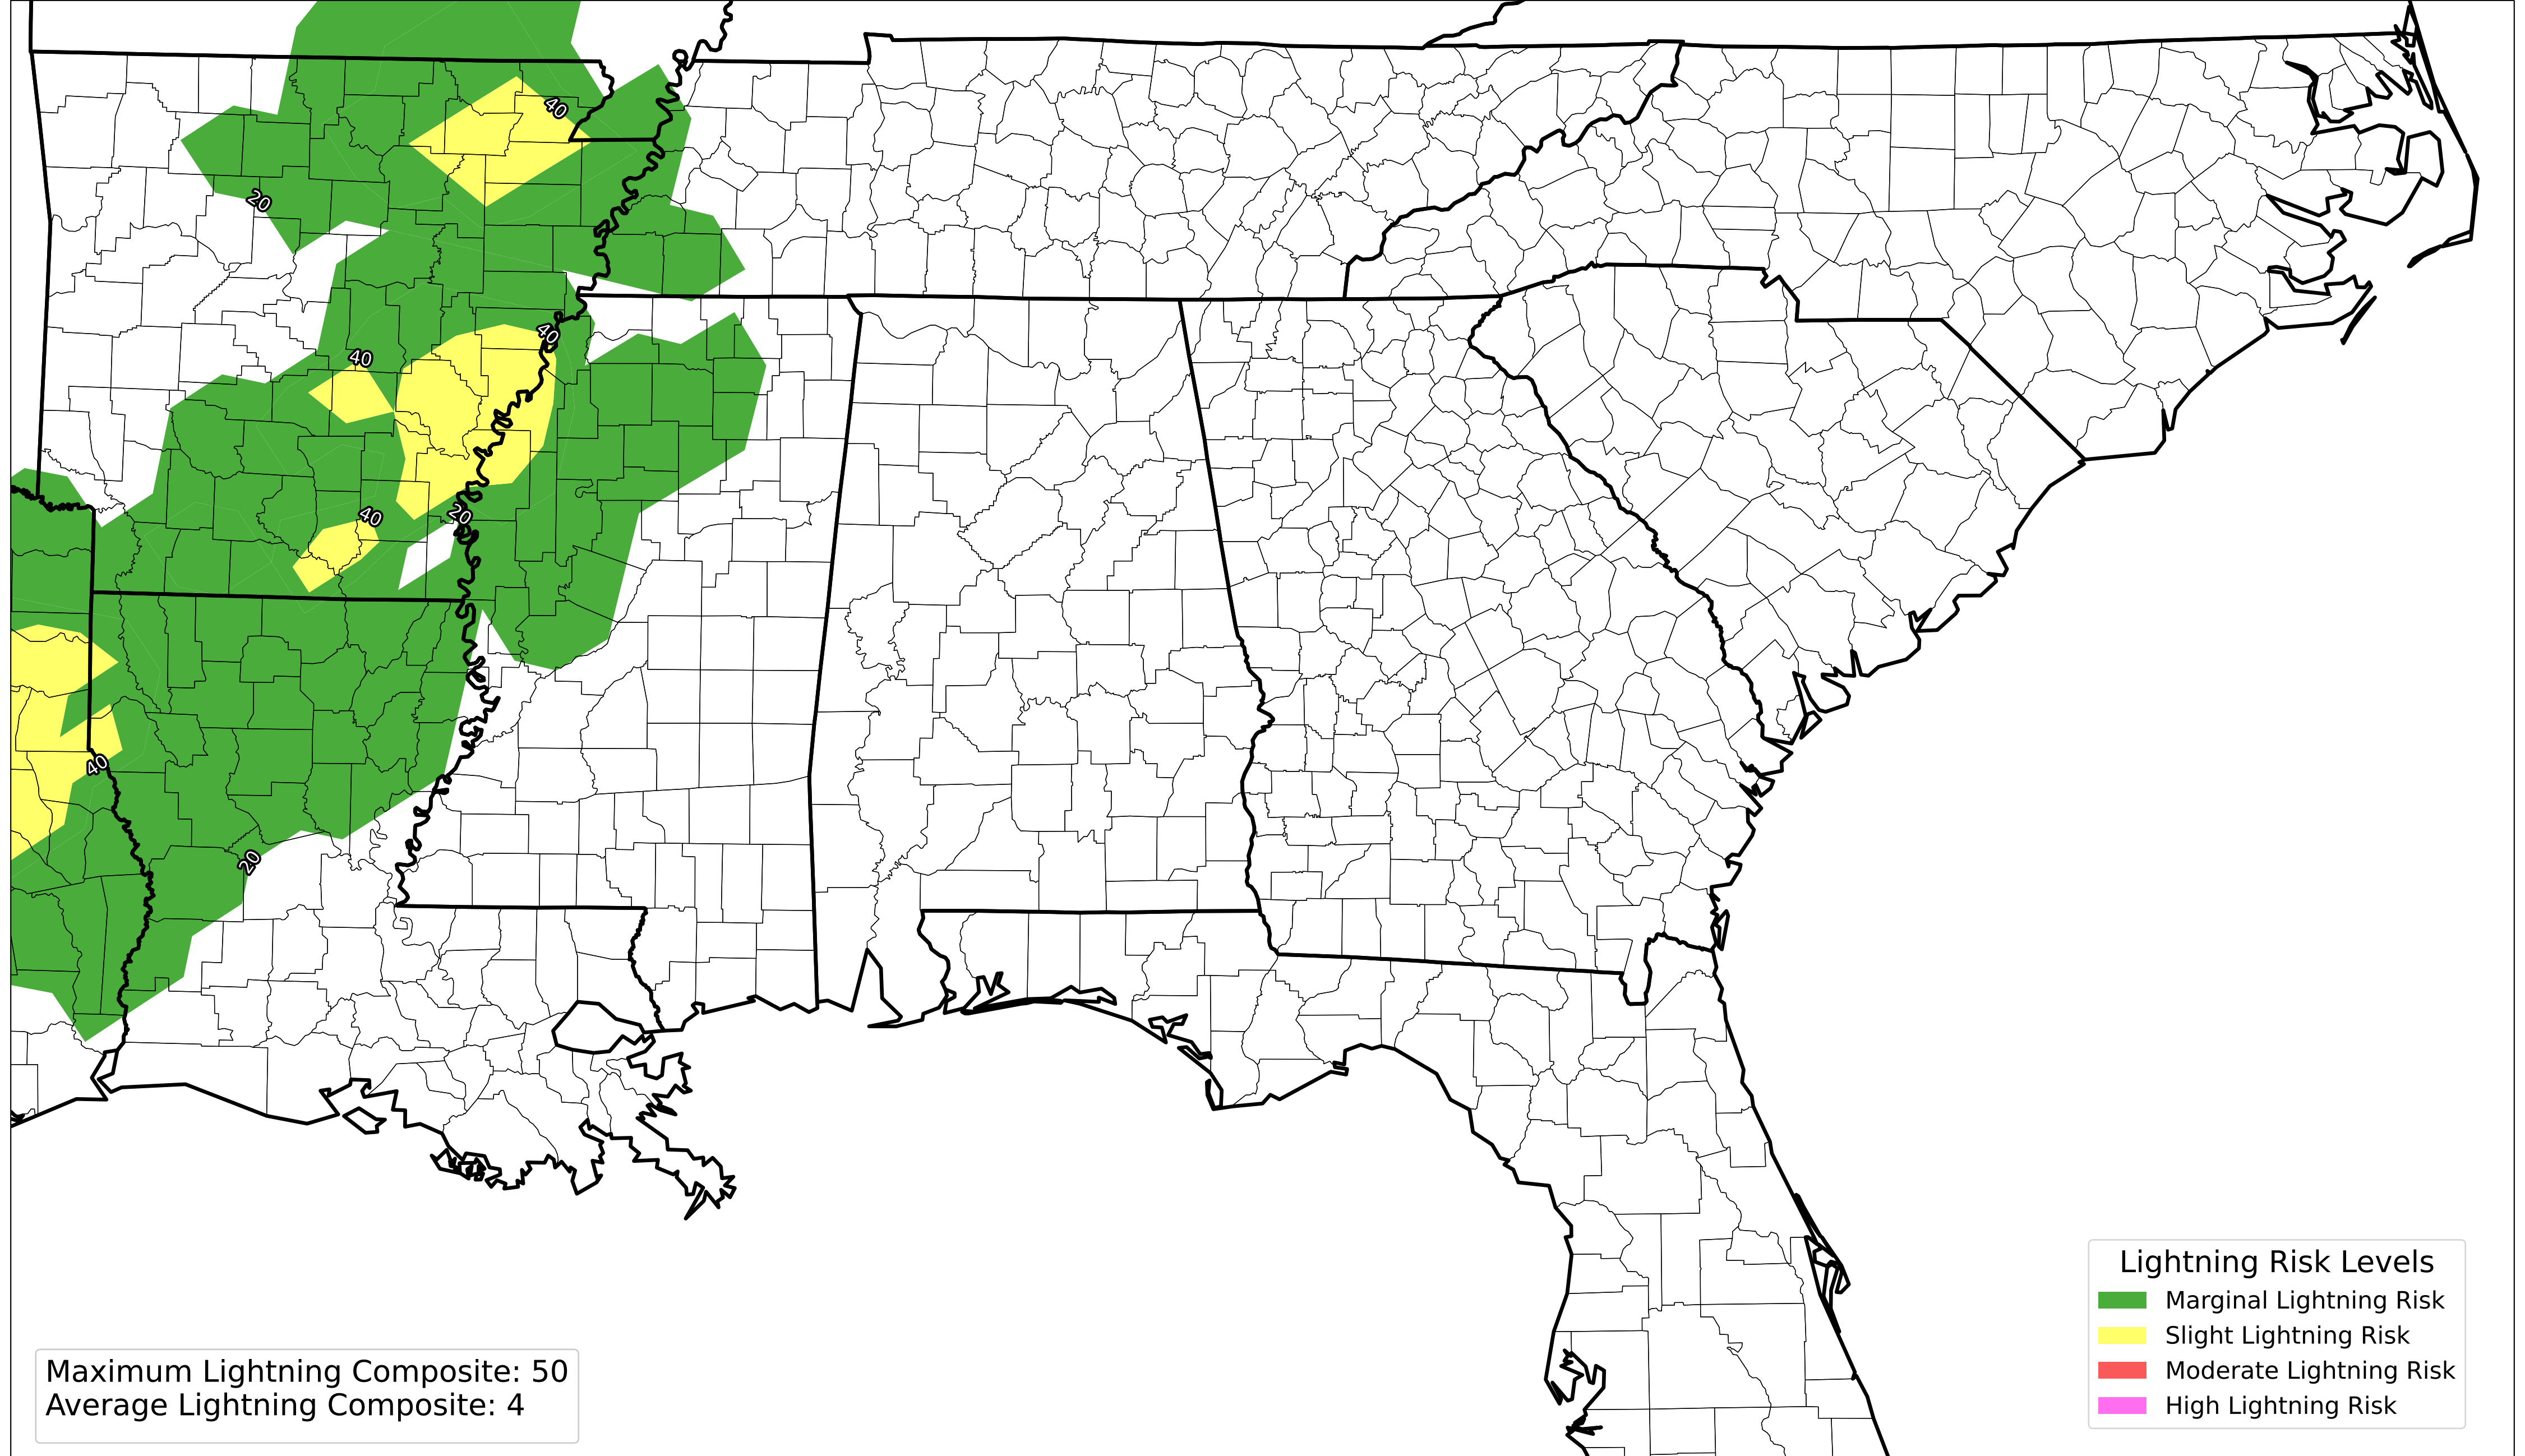 40
20
40
40
40
20
40
20
Lightning Risk Levels
Marginal Lightning Risk
Slight Lightning Risk
Moderate Lightning Risk
High Lightning Risk
Maximum Lightning Composite: 50
Average Lightning Composite: 4